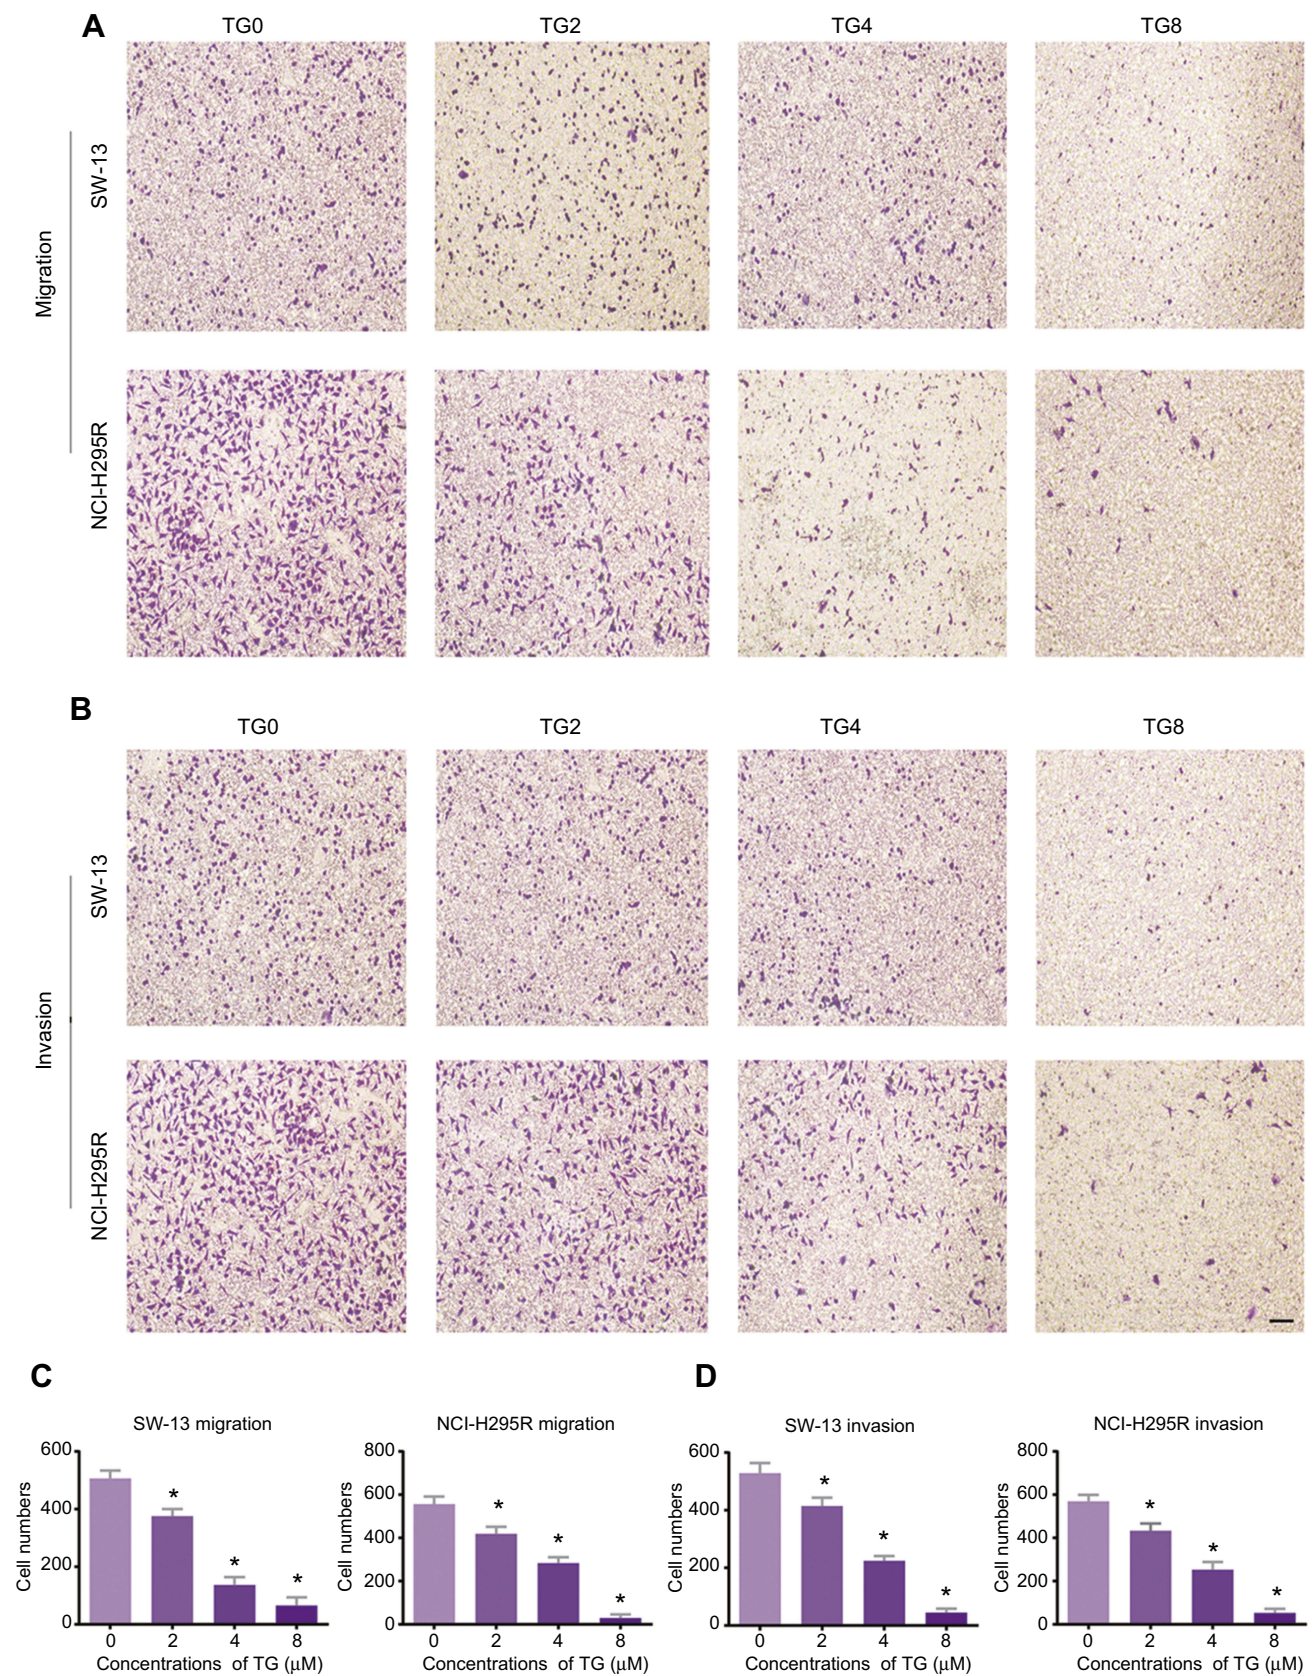 A
TG0 TG2 TG4 TG8
Migration
SW-13
NCI-H295R
B
TG0 TG2 TG4 TG8
Invasion
SW-13
NCI-H295R
C
SW-13 migration
Cell numbers
600
400
200
0
* * *
0 2 4 8
Concentrations of TG (μM)
NCI-H295R migration
Cell numbers
800
600
400
200
0
* * *
0 2 4 8
Concentrations of TG (μM)
D
SW-13 invasion
Cell numbers
600
400
200
0
* * *
0 2 4 8
Concentrations of TG (μM)
NCI-H295R invasion
Cell numbers
800
600
400
200
0
* * *
0 2 4 8
Concentrations of TG (μM)